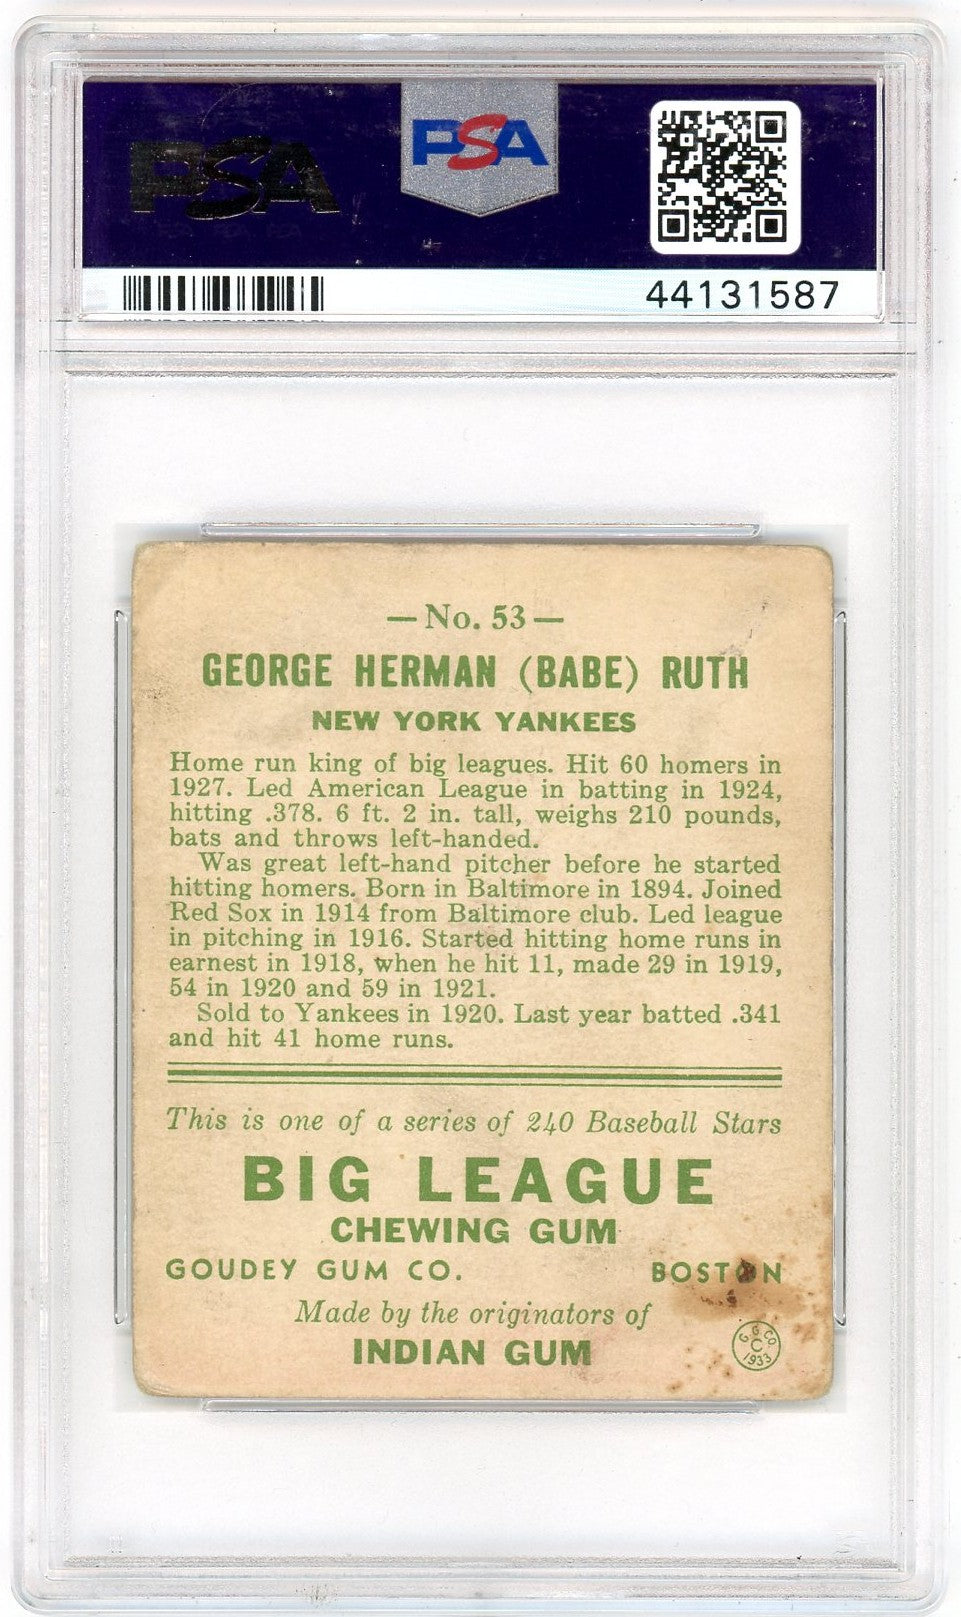 PSA
PSA
44131587
—No. 53—
GEORGE HERMAN (BABE) RUTH
NEW YORK YANKEES
Home run king of big leagues. Hit 60 homers in
1927. Led American League in batting in 1924,
hitting .378. 6 ft. 2 in. tall, weighs 210 pounds,
bats and throws left-handed.
Was great left-hand pitcher before he started
hitting homers. Born in Baltimore in 1894. Joined
Red Sox in 1914 from Baltimore club. Led league
in pitching in 1916. Started hitting home runs in
earnest in 1918, when he hit 11, made 29 in 1919,
54 in 1920 and 59 in 1921.
Sold to Yankees in 1920. Last year batted .341
and hit 41 home runs.
This is one of a series of 240 Baseball Stars
BIG LEAGUE
CHEWING GUM
GOUDEY GUM CO. BOSTON
Made by the originators of
INDIAN GUM
G. G. CO.
C
1933